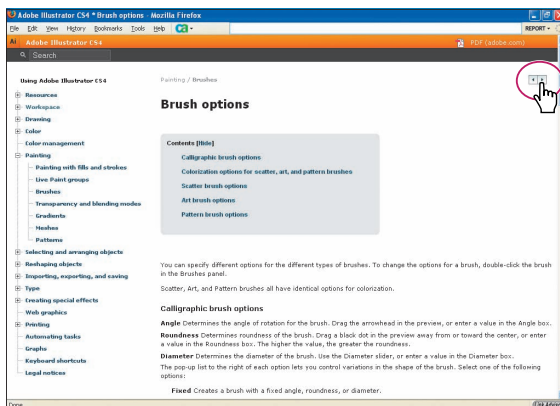 Adobe Illustrator CS4 * Brush options - Mozilla Firefox
File Edit View History Bookmarks Tools Help
REPORT
Ai Adobe Illustrator CS4
PDF (adobe.com)
Search
Using Adobe Illustrator CS4
Resources
Workspace
Drawing
Color
Color management
Painting
Painting with fills and strokes
Live Paint groups
Brushes
Transparency and blending modes
Gradients
Meshes
Patterns
Selecting and arranging objects
Reshaping objects
Importing, exporting, and saving
Type
Creating special effects
Web graphics
Printing
Automating tasks
Graphs
Keyboard shortcuts
Legal notices
Painting / Brushes
Brush options
Contents [Hide]
Calligraphic brush options
Colorization options for scatter, art, and pattern brushes
Scatter brush options
Art brush options
Pattern brush options
You can specify different options for the different types of brushes. To change the options for a brush, double-click the brush
in the Brushes panel.
Scatter, Art, and Pattern brushes all have identical options for colorization.
Calligraphic brush options
Angle Determines the angle of rotation for the brush. Drag the arrowhead in the preview, or enter a value in the Angle box.
Roundness Determines roundness of the brush. Drag a black dot in the preview away from or toward the center, or enter
a value in the Roundness box. The higher the value, the greater the roundness.
Diameter Determines the diameter of the brush. Use the Diameter slider, or enter a value in the Diameter box.
The pop-up list to the right of each option lets you control variations in the shape of the brush. Select one of the following
options:
Fixed Creates a brush with a fixed angle, roundness, or diameter.
Done